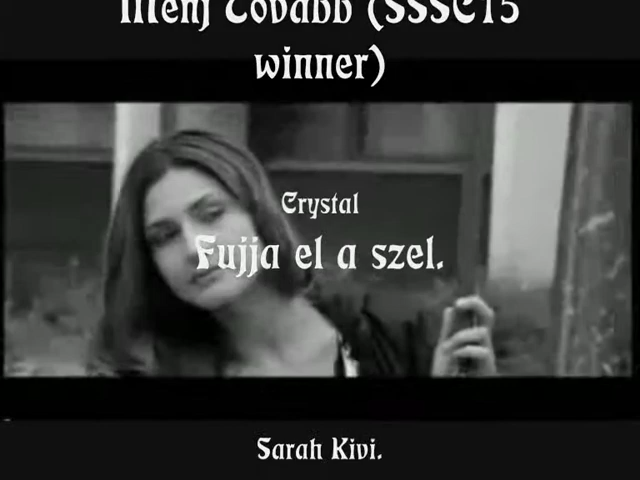 Menj Tovabb (SSSC15
winner)
Crystal
Fujja el a szel.
Sarah Kivi.